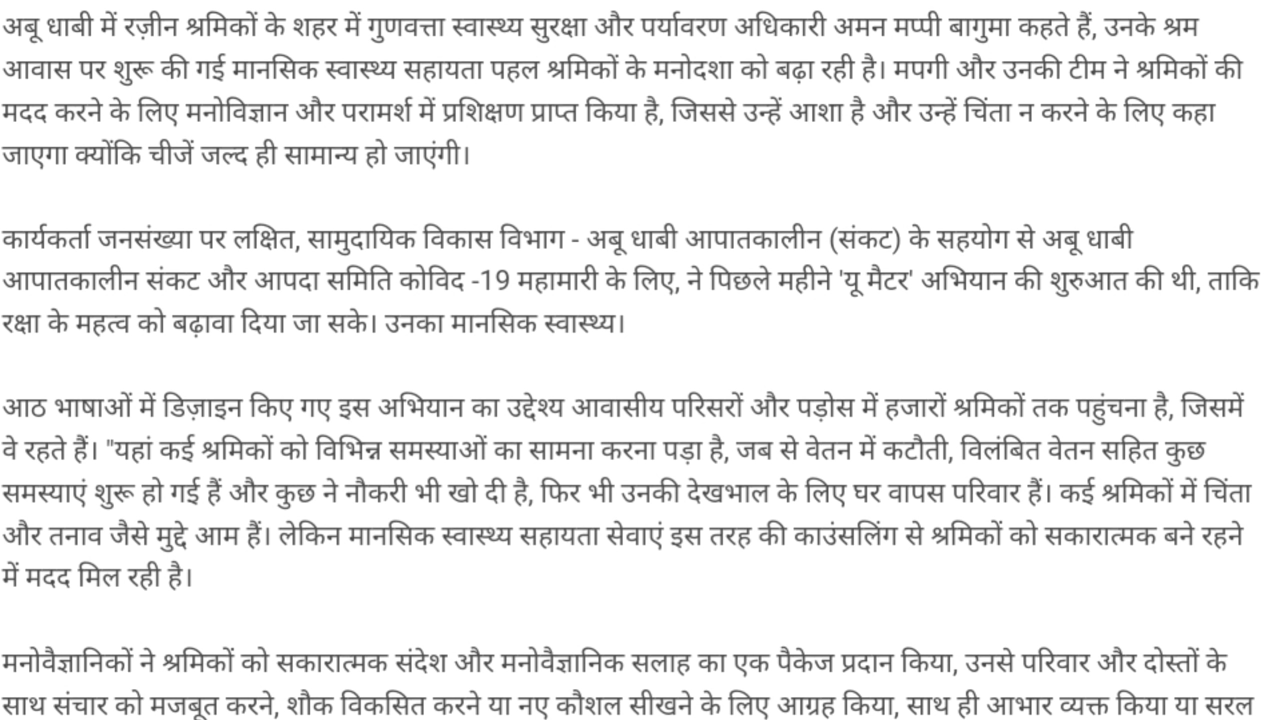 अबू धाबी में रज़ीन श्रमिकों के शहर में गुणवत्ता स्वास्थ्य सुरक्षा और पर्यावरण अधिकारी अमन मप्पी बागुमा कहते हैं, उनके श्रम
आवास पर शुरू की गई मानसिक स्वास्थ्य सहायता पहल श्रमिकों के मनोदशा को बढ़ा रही है। मपगी और उनकी टीम ने श्रमिकों की
मदद करने के लिए मनोविज्ञान और परामर्श में प्रशिक्षण प्राप्त किया है, जिससे उन्हें आशा है और उन्हें चिंता न करने के लिए कहा
जाएगा क्योंकि चीजें जल्द ही सामान्य हो जाएंगी।
कार्यकर्ता जनसंख्या पर लक्षित, सामुदायिक विकास विभाग - अबू धाबी आपातकालीन (संकट) के सहयोग से अबू धाबी
आपातकालीन संकट और आपदा समिति कोविद -19 महामारी के लिए, ने पिछले महीने 'यू मैटर' अभियान की शुरुआत की थी, ताकि
रक्षा के महत्व को बढ़ावा दिया जा सके। उनका मानसिक स्वास्थ्य।
आठ भाषाओं में डिज़ाइन किए गए इस अभियान का उद्देश्य आवासीय परिसरों और पड़ोस में हजारों श्रमिकों तक पहुंचना है, जिसमें
वे रहते हैं। "यहां कई श्रमिकों को विभिन्न समस्याओं का सामना करना पड़ा है, जब से वेतन में कटौती, विलंबित वेतन सहित कुछ
समस्याएं शुरू हो गई हैं और कुछ ने नौकरी भी खो दी है, फिर भी उनकी देखभाल के लिए घर वापस परिवार हैं। कई श्रमिकों में चिंता
और तनाव जैसे मुद्दे आम हैं। लेकिन मानसिक स्वास्थ्य सहायता सेवाएं इस तरह की काउंसलिंग से श्रमिकों को सकारात्मक बने रहने
में मदद मिल रही है।
मनोवैज्ञानिकों ने श्रमिकों को सकारात्मक संदेश और मनोवैज्ञानिक सलाह का एक पैकेज प्रदान किया, उनसे परिवार और दोस्तों के
साथ संचार को मजबूत करने, शौक विकसित करने या नए कौशल सीखने के लिए आग्रह किया, साथ ही आभार व्यक्त किया या सरल